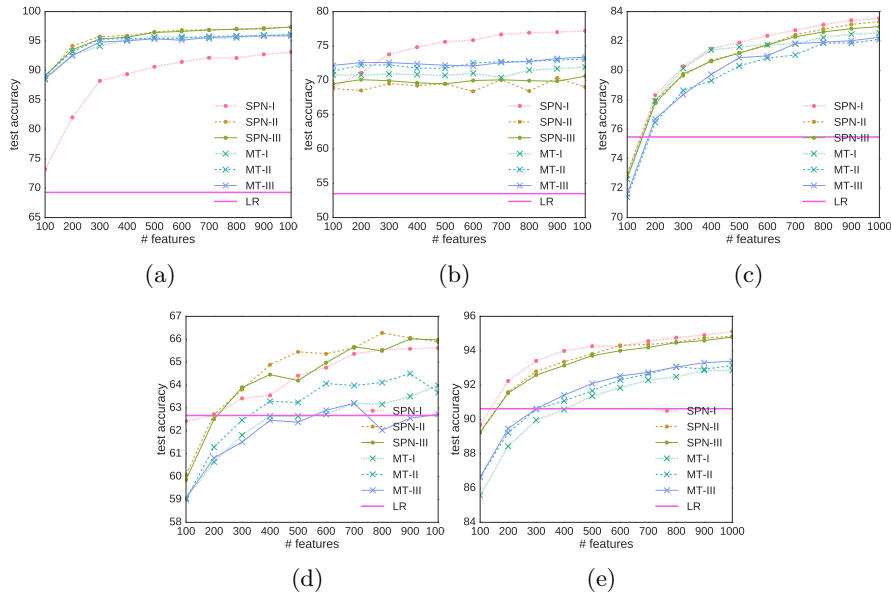 100
95
90
85
80
75
70
65
test accuracy
100 200 300 400 500 600 700 800 900 100
# features
SPN-I
SPN-II
SPN-III
MT-I
MT-II
MT-III
LR
(a)
80
75
70
65
60
55
50
test accuracy
100 200 300 400 500 600 700 800 900 100
# features
SPN-I
SPN-II
SPN-III
MT-I
MT-II
MT-III
LR
(b)
84
82
80
78
76
74
72
70
test accuracy
100 200 300 400 500 600 700 800 900 1000
# features
SPN-I
SPN-II
SPN-III
MT-I
MT-II
MT-III
LR
(c)
67
66
65
64
63
62
61
60
59
58
test accuracy
100 200 300 400 500 600 700 800 900 100
# features
SPN-I
SPN-II
SPN-III
MT-I
MT-II
MT-III
LR
(d)
96
94
92
90
88
86
84
test accuracy
100 200 300 400 500 600 700 800 900 1000
# features
SPN-I
SPN-II
SPN-III
MT-I
MT-II
MT-III
LR
(e)